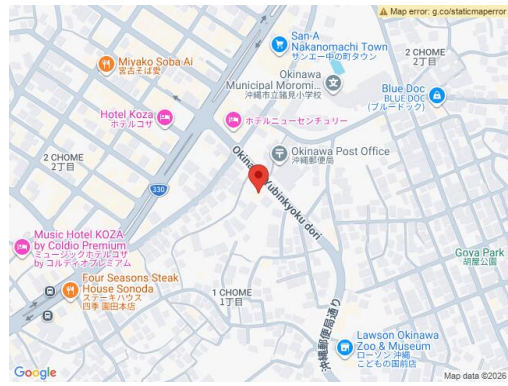 Map error: g.co/staticmaperror
San-A
Nakanomachi Town
サンエー中の町タウン
2 CHOME
2丁目
Miyako Soba Ai
宮古そば愛
Okinawa
Municipal Moromi...
沖縄市立諸見小学校
Blue Doc
BLUE DOC
(ブルードック)
Hotel Koza
ホテルコザ
ホテルニューセンチュリー
Okinawa Post Office
沖縄郵便局
2 CHOME
2丁目
330
Okinawa Yubinkyoku dori
Music Hotel KOZA
by Coldio Premium
ミュージックホテルコザ
by コルディオプレミアム
Goya Park
胡屋公園
Four Seasons Steak
House Sonoda
ステーキハウス
四季 園田本店
1 CHOME
1丁目
沖縄郵便局通り
Lawson Okinawa
Zoo & Museum
ローソン 沖縄
こどもの国前店
Google
Map data ©2026